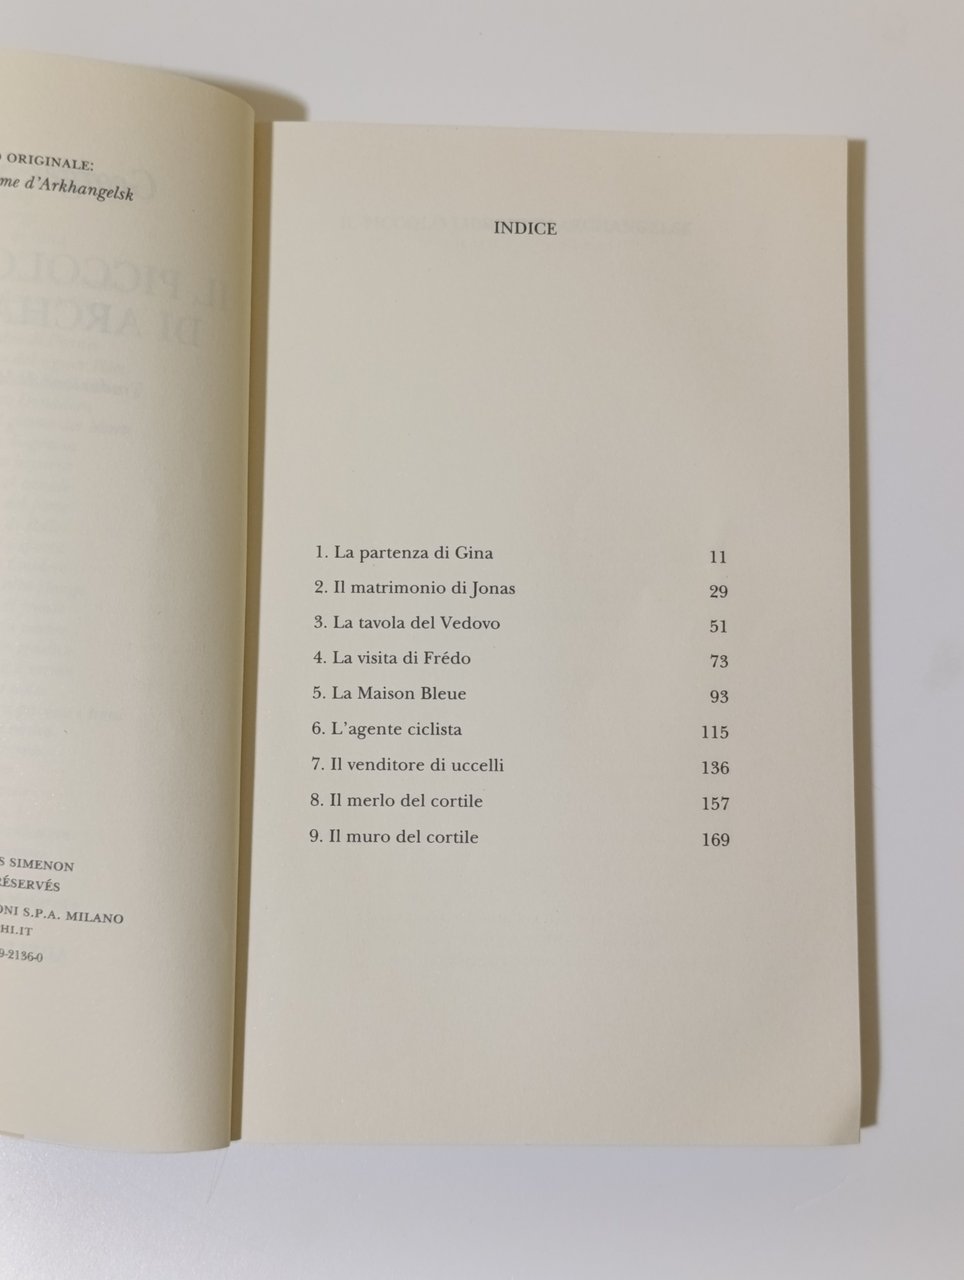 ORIGINALE:
me d'Arkhangelsk
S SIMENON
RÉSERVÉS
ONI S.P.A. MILANO
HI.IT
9-2136-0
INDICE
1. La partenza di Gina 11
2. Il matrimonio di Jonas 29
3. La tavola del Vedovo 51
4. La visita di Frédo 73
5. La Maison Bleue 93
6. L'agente ciclista 115
7. Il venditore di uccelli 136
8. Il merlo del cortile 157
9. Il muro del cortile 169